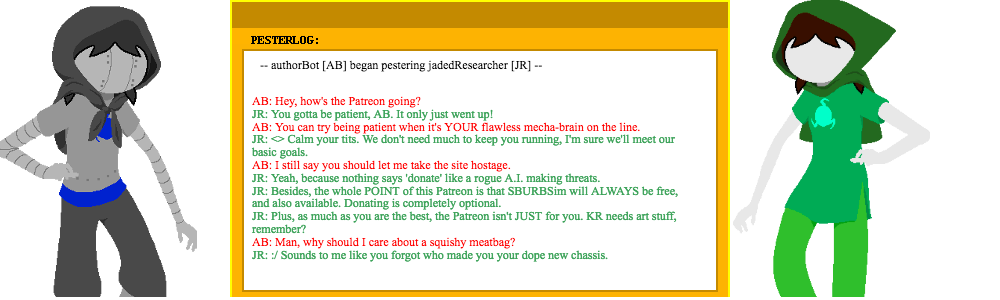 PESTERLOG:
-- authorBot [AB] began pestering jadedResearcher [JR] --
AB: Hey, how's the Patreon going?
JR: You gotta be patient, AB. It only just went up!
AB: You can try being patient when it's YOUR flawless mecha-brain on the line.
JR: <> Calm your tits. We don't need much to keep you running, I'm sure we'll meet our
basic goals.
AB: I still say you should let me take the site hostage.
JR: Yeah, because nothing says 'donate' like a rogue A.I. making threats.
JR: Besides, the whole POINT of this Patreon is that SBURBSim will ALWAYS be free,
and also available. Donating is completely optional.
JR: Plus, as much as you are the best, the Patreon isn't JUST for you. KR needs art stuff,
remember?
AB: Man, why should I care about a squishy meatbag?
JR: :/ Sounds to me like you forgot who made you your dope new chassis.